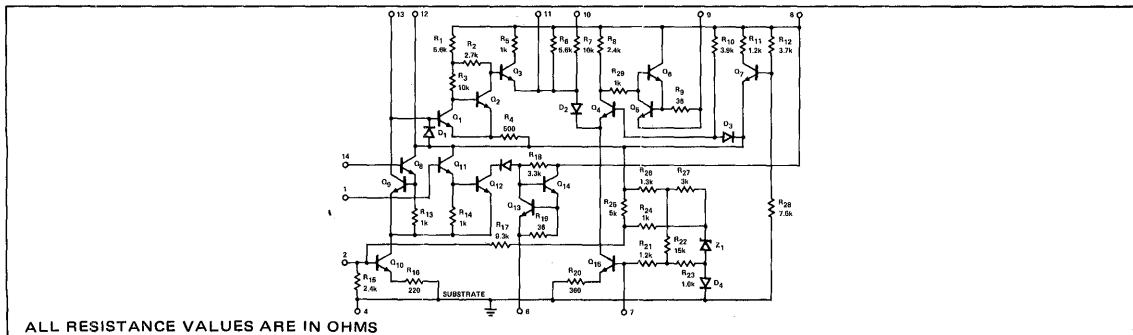 13 12 11 10 9 8
R1 5.6k
R2 2.7k
R5 1k
R6 5.6k
R7 10k
R8 2.4k
R10 3.9k
R11 1.2k
R12 3.7k
R3 10k
Q3
R29 1k
Q6
Q7
Q2
D2
Q4
Q5
R9 36
Q1
D1
R4 500
D3
14
Q8
Q9
Q11
Q12
R18 3.3k
Q14
R26 1.3k
R27 3k
1
R13 1k
R14 1k
Q13
R19 36
R25 5k
R24 1k
R28 7.6k
R17 9.3k
R22 15k
Z1
2
Q10
R15 2.4k
R16 220
SUBSTRATE
R20 360
Q15
R21 1.2k
R23
D4
4 6 7
ALL RESISTANCE VALUES ARE IN OHMS